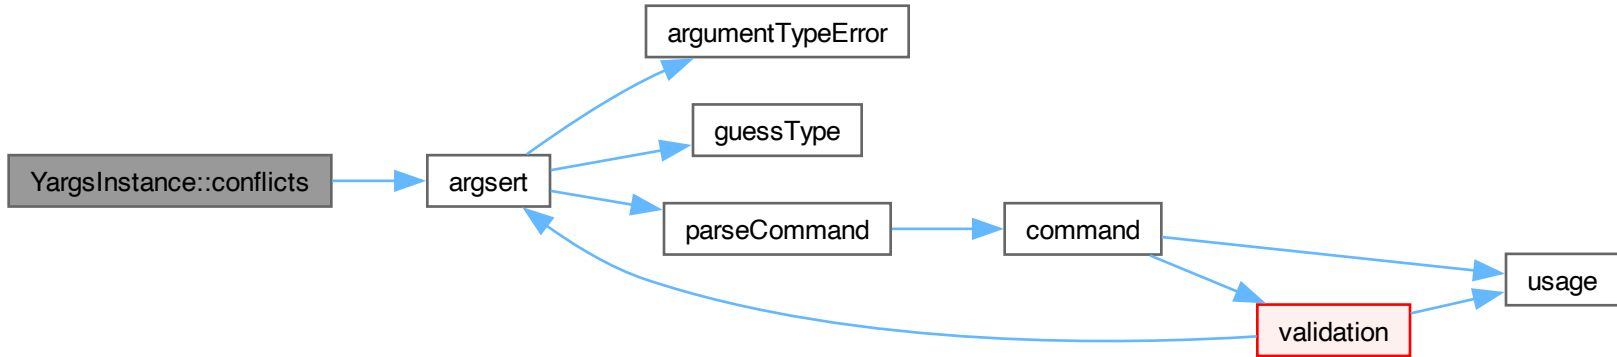 argumentTypeError
guessType
YargsInstance::conflicts
argsert
parseCommand
command
usage
validation